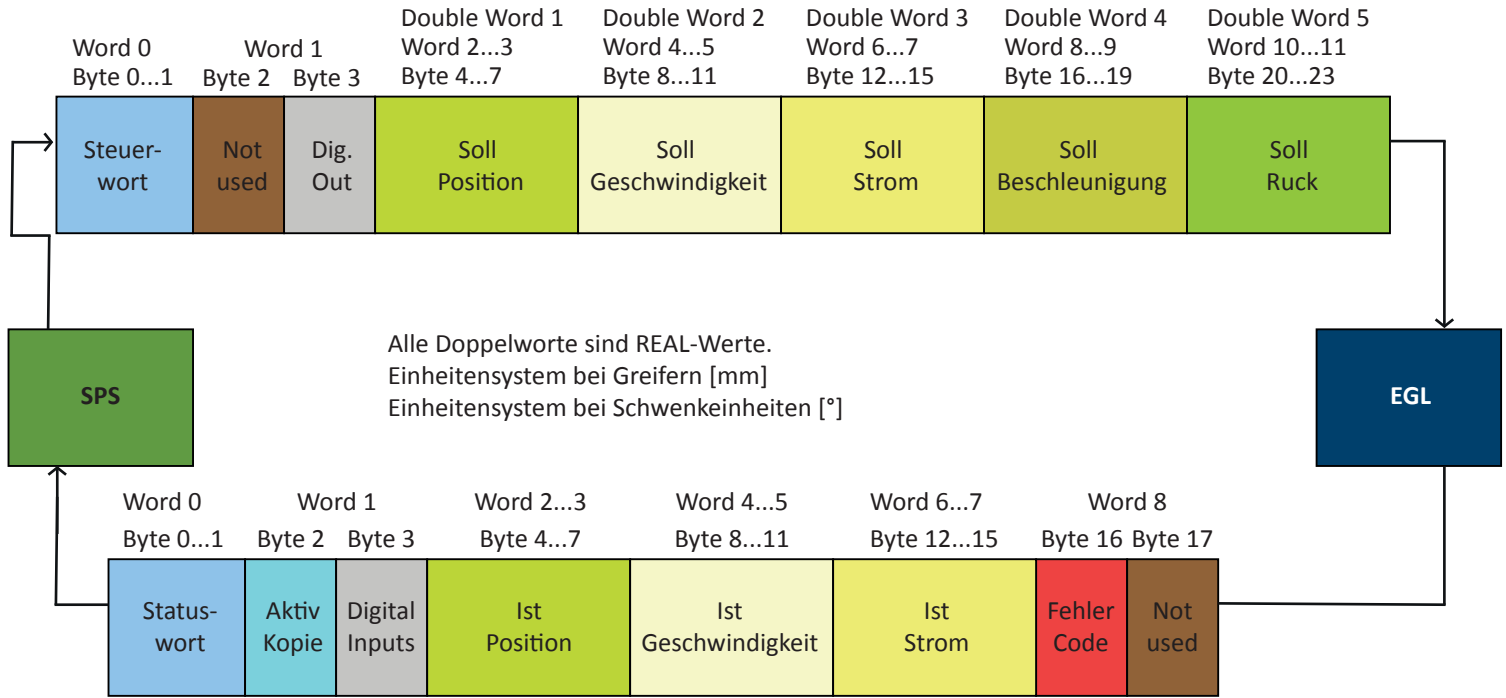 Double Word 1 Double Word 2 Double Word 3 Double Word 4 Double Word 5
Word 0 Word 1 Word 2...3 Word 4...5 Word 6...7 Word 8...9 Word 10...11
Byte 0...1 Byte 2 Byte 3 Byte 4...7 Byte 8...11 Byte 12...15 Byte 16...19 Byte 20...23
Steuer- Not Dig. Soll Soll Soll Soll Soll
wort used Out Position Geschwindigkeit Strom Beschleunigung Ruck
Alle Doppelworte sind REAL-Werte.
Einheitensystem bei Greifern [mm]
Einheitensystem bei Schwenkeinheiten [°]
SPS
EGL
Word 0 Word 1 Word 2...3 Word 4...5 Word 6...7 Word 8
Byte 0...1 Byte 2 Byte 3 Byte 4...7 Byte 8...11 Byte 12...15 Byte 16 Byte 17
Status- Aktiv Digital Ist Ist Ist Fehler Not
wort Kopie Inputs Position Geschwindigkeit Strom Code used